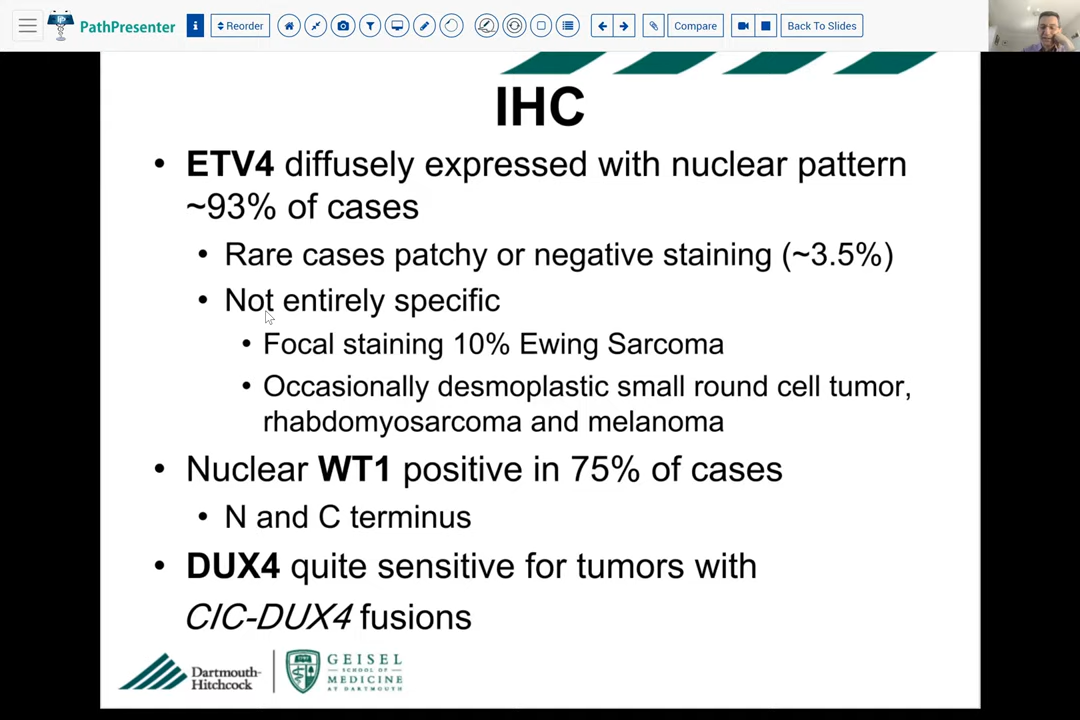 PathPresenter
i
Reorder
Compare
Back To Slides
IHC
• ETV4 diffusely expressed with nuclear pattern
~93% of cases
• Rare cases patchy or negative staining (~3.5%)
• Not entirely specific
• Focal staining 10% Ewing Sarcoma
• Occasionally desmoplastic small round cell tumor,
rhabdomyosarcoma and melanoma
• Nuclear WT1 positive in 75% of cases
• N and C terminus
• DUX4 quite sensitive for tumors with
CIC-DUX4 fusions
Dartmouth-
Hitchcock
GEISEL
SCHOOL OF
MEDICINE
AT DARTMOUTH